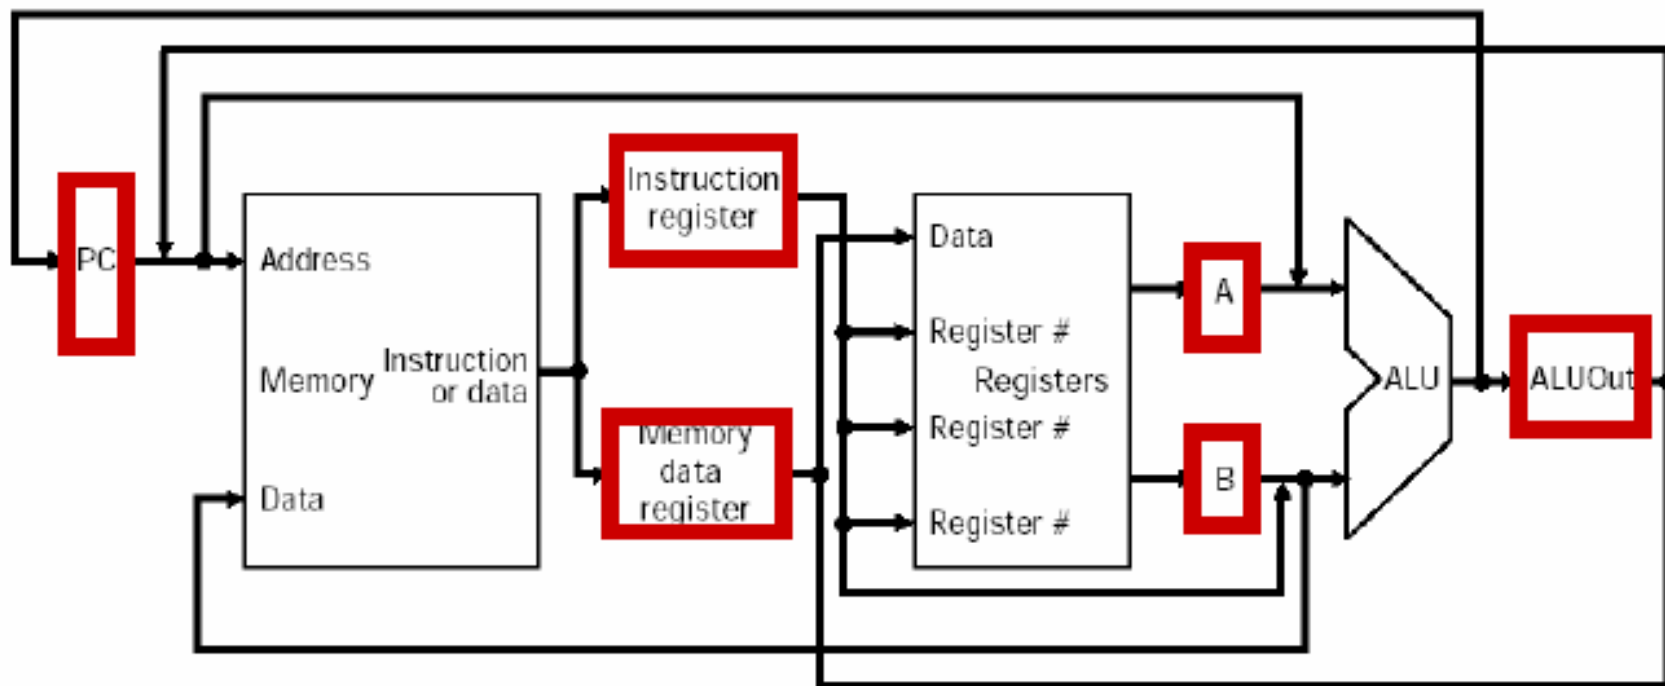 PC
Address
Memory
Instruction
or data
Data
Instruction
register
Memory
data
register
Data
Register #
Registers
Register #
Register #
A
B
ALU
ALUOut